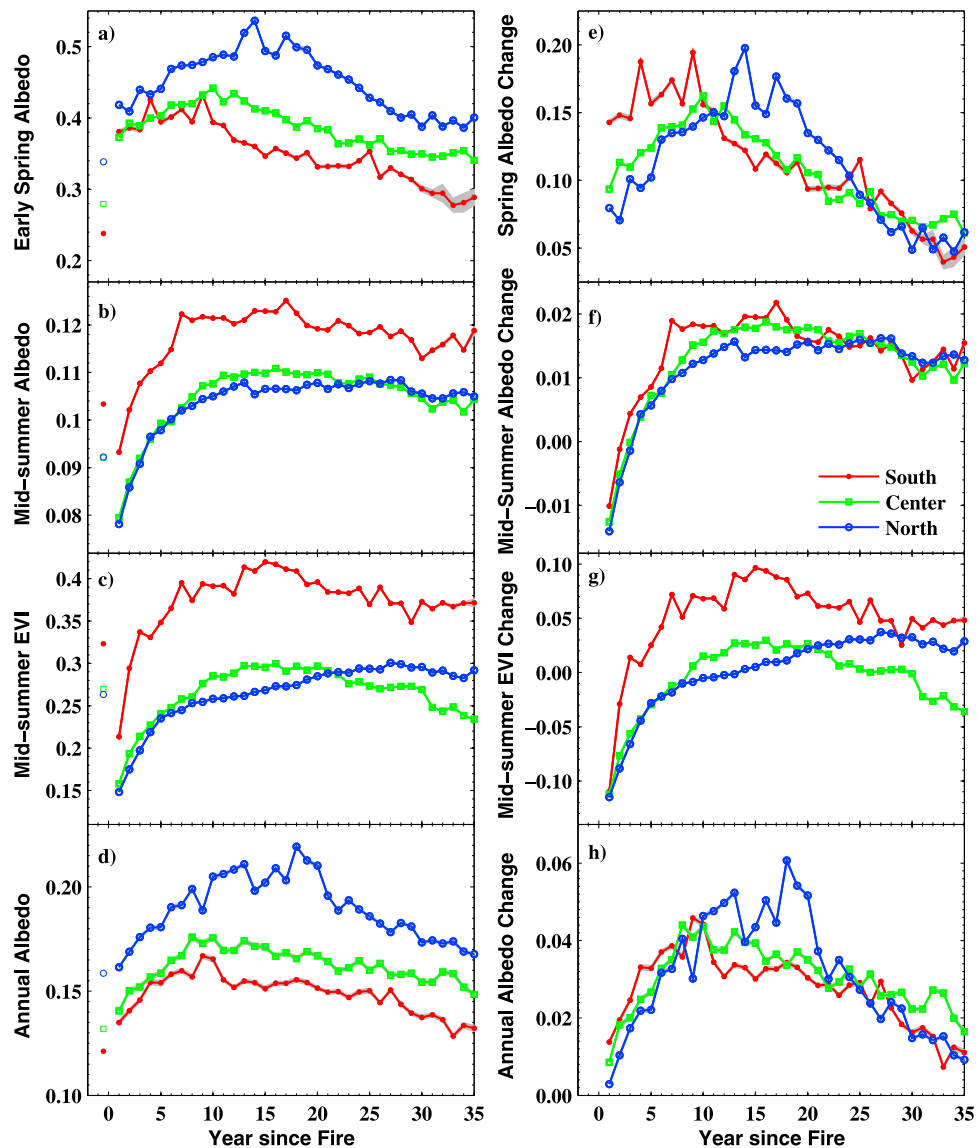 a)
Early Spring Albedo
0.5
0.4
0.3
0.2
b)
Mid-summer Albedo
0.12
0.11
0.1
0.09
0.08
c)
Mid-summer EVI
0.4
0.35
0.3
0.25
0.2
0.15
d)
Annual Albedo
0.20
0.15
0.10
0 5 10 15 20 25 30 35
Year since Fire
e)
Spring Albedo Change
0.20
0.15
0.10
0.05
f)
Mid-Summer Albedo Change
0.02
0.01
0.00
-0.01
South
Center
North
g)
Mid-summer EVI Change
0.10
0.05
0.00
-0.05
-0.10
h)
Annual Albedo Change
0.06
0.04
0.02
0.00
0 5 10 15 20 25 30 35
Year since Fire